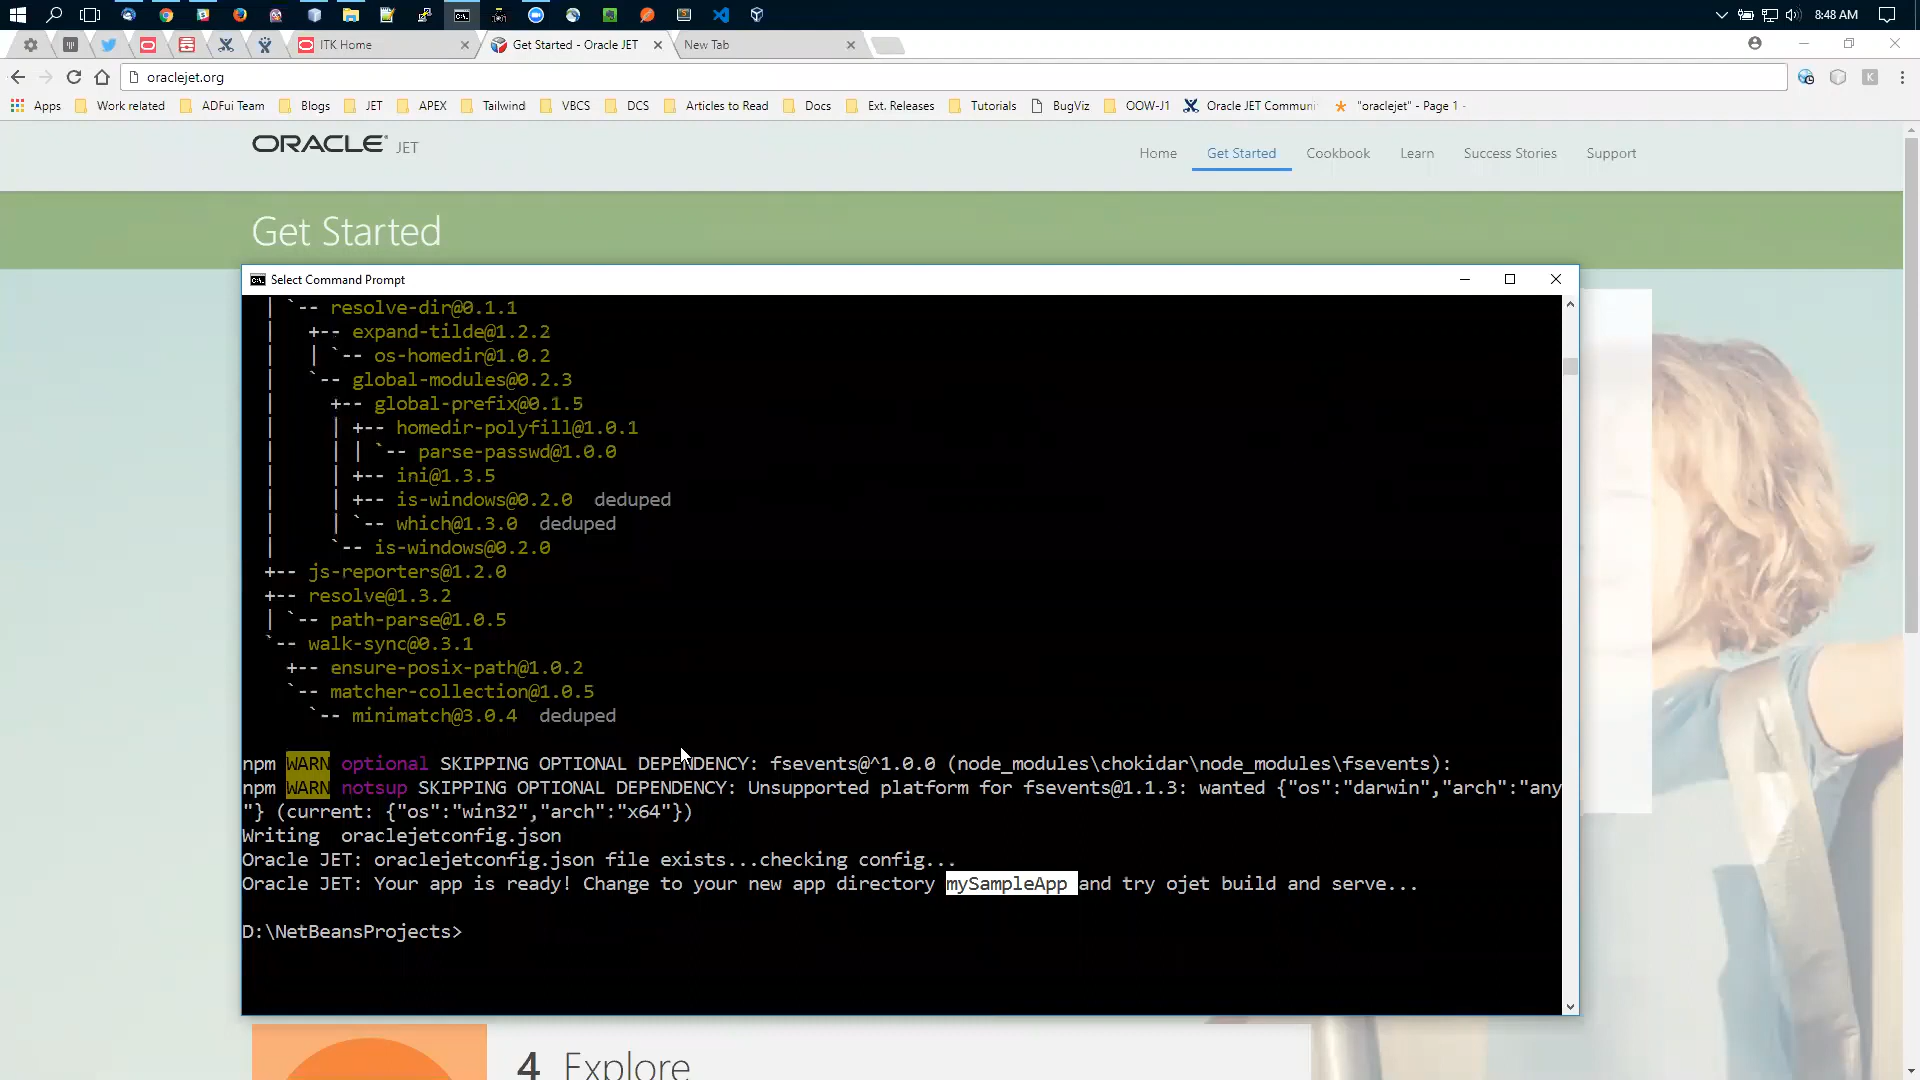 8:48 AM
ITK Home
Get Started - Oracle JET
New Tab
oraclejet.org
Apps
Work related
ADFui Team
Blogs
JET
APEX
Tailwind
VBCS
DCS
Articles to Read
Docs
Ext. Releases
Tutorials
BugViz
OOW-J1
Oracle JET Communi
"oraclejet" - Page 1 -
ORACLE® JET
Home
Get Started
Cookbook
Learn
Success Stories
Support
Get Started
Select Command Prompt
| `-- resolve-dir@0.1.1
|   +-- expand-tilde@1.2.2
|   | `-- os-homedir@1.0.2
|   `-- global-modules@0.2.3
|     +-- global-prefix@0.1.5
|     | +-- homedir-polyfill@1.0.1
|     | | `-- parse-passwd@1.0.0
|     | +-- ini@1.3.5
|     | +-- is-windows@0.2.0  deduped
|     | `-- which@1.3.0  deduped
|     `-- is-windows@0.2.0
+-- js-reporters@1.2.0
+-- resolve@1.3.2
| `-- path-parse@1.0.5
`-- walk-sync@0.3.1
  +-- ensure-posix-path@1.0.2
  `-- matcher-collection@1.0.5
    `-- minimatch@3.0.4  deduped
npm WARN optional SKIPPING OPTIONAL DEPENDENCY: fsevents@^1.0.0 (node_modules\chokidar\node_modules\fsevents):
npm WARN notsup SKIPPING OPTIONAL DEPENDENCY: Unsupported platform for fsevents@1.1.3: wanted {"os":"darwin","arch":"any
"} (current: {"os":"win32","arch":"x64"})
Writing  oraclejetconfig.json
Oracle JET: oraclejetconfig.json file exists...checking config...
Oracle JET: Your app is ready! Change to your new app directory mySampleApp and try ojet build and serve...
D:\NetBeansProjects>
4 Explore